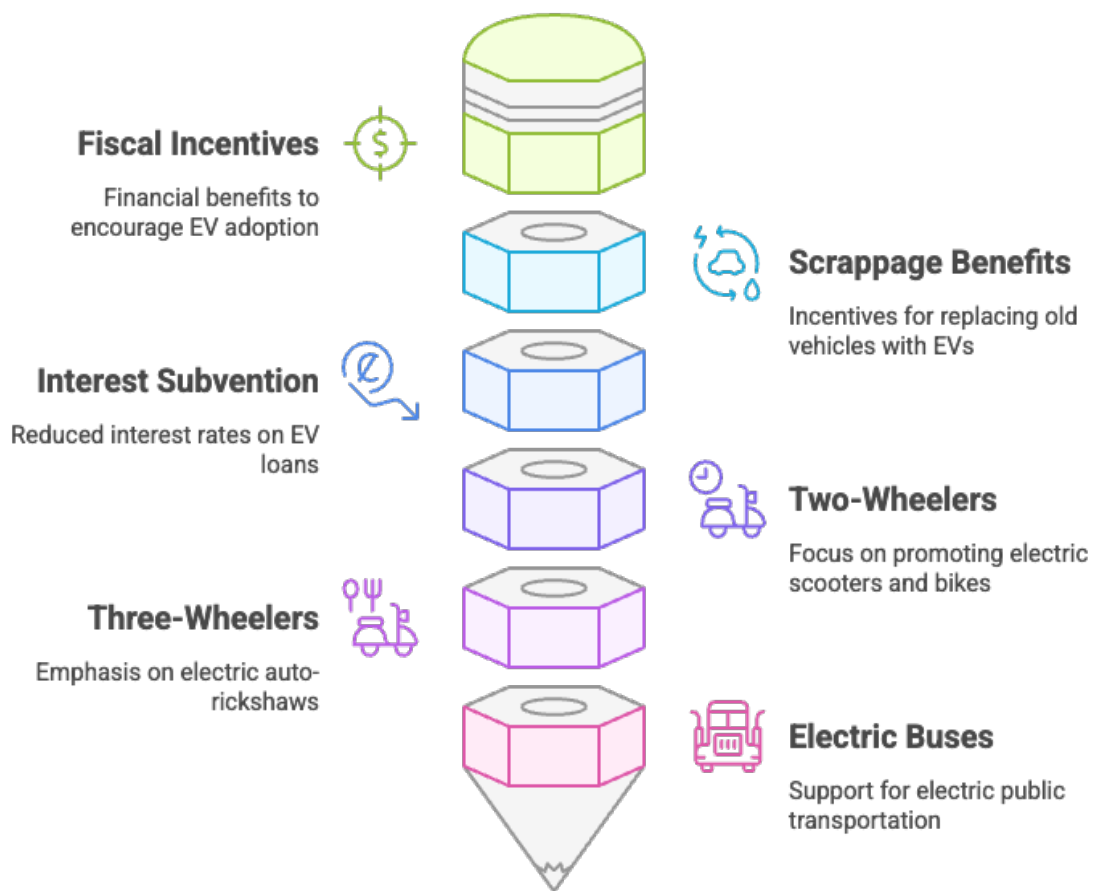 Fiscal Incentives
Financial benefits to
encourage EV adoption
Scrappage Benefits
Incentives for replacing old
vehicles with EVs
Interest Subvention
Reduced interest rates on EV
loans
Two-Wheelers
Focus on promoting electric
scooters and bikes
Three-Wheelers
Emphasis on electric auto-
rickshaws
Electric Buses
Support for electric public
transportation